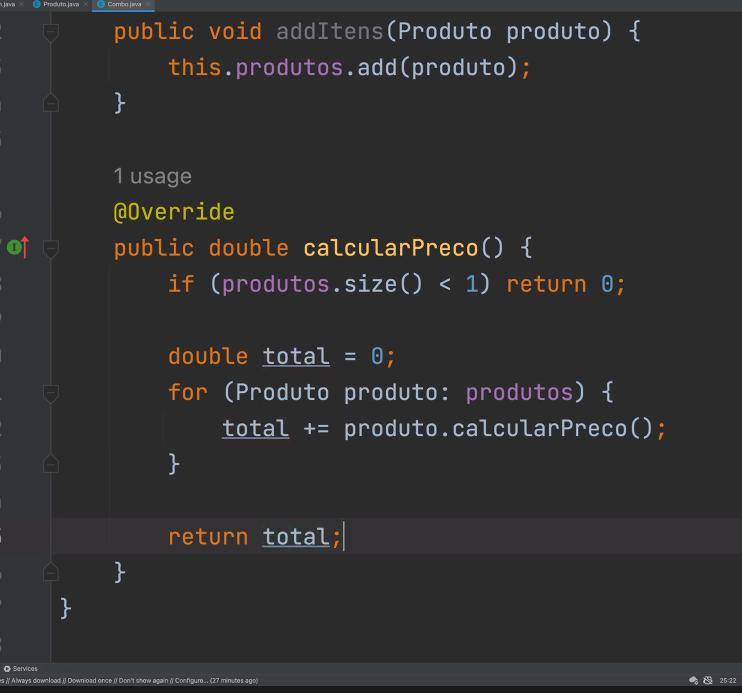 .java Produto.java Combo.java
public void addItens(Produto produto) {
this.produtos.add(produto);
}
1 usage
@Override
public double calcularPreco() {
if (produtos.size() < 1) return 0;
double total = 0;
for (Produto produto: produtos) {
total += produto.calcularPreco();
}
return total;
}
}
Services
// Always download // Download once // Don't show again // Configure... (27 minutes ago) 25:22